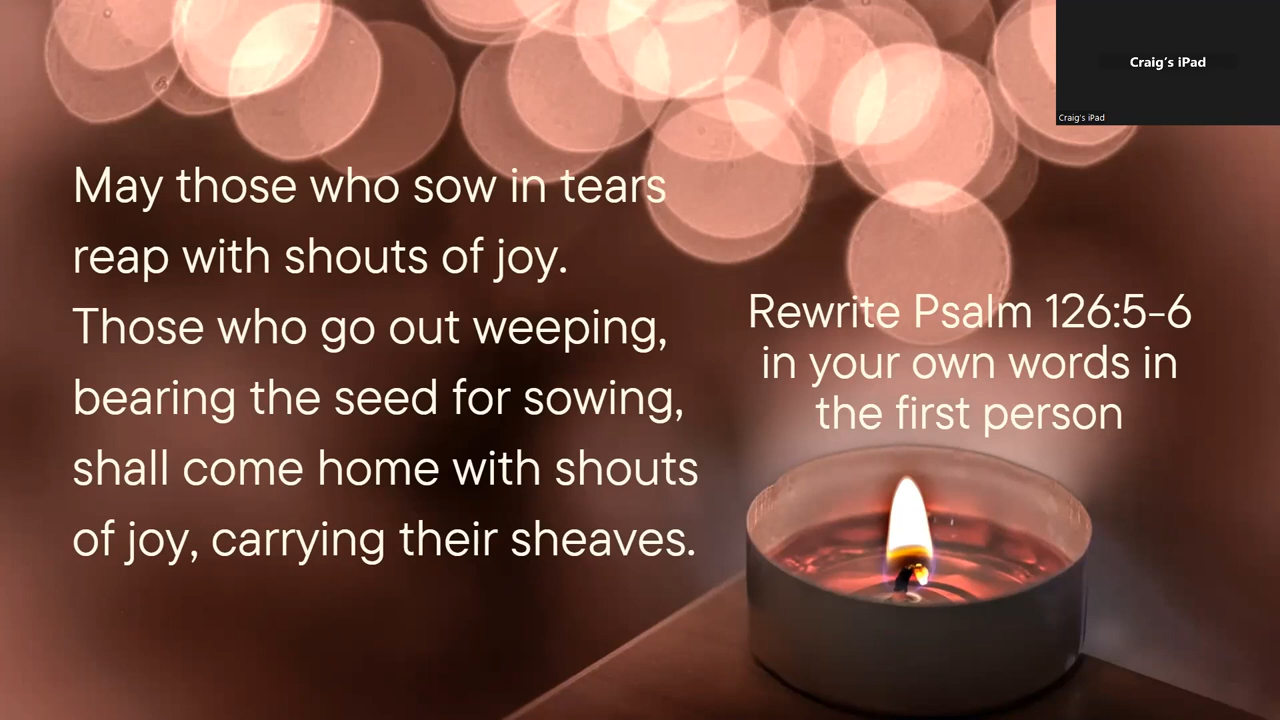 Craig's iPad
Craig's iPad
May those who sow in tears
reap with shouts of joy.
Those who go out weeping,
bearing the seed for sowing,
shall come home with shouts
of joy, carrying their sheaves.
Rewrite Psalm 126:5-6
in your own words in
the first person